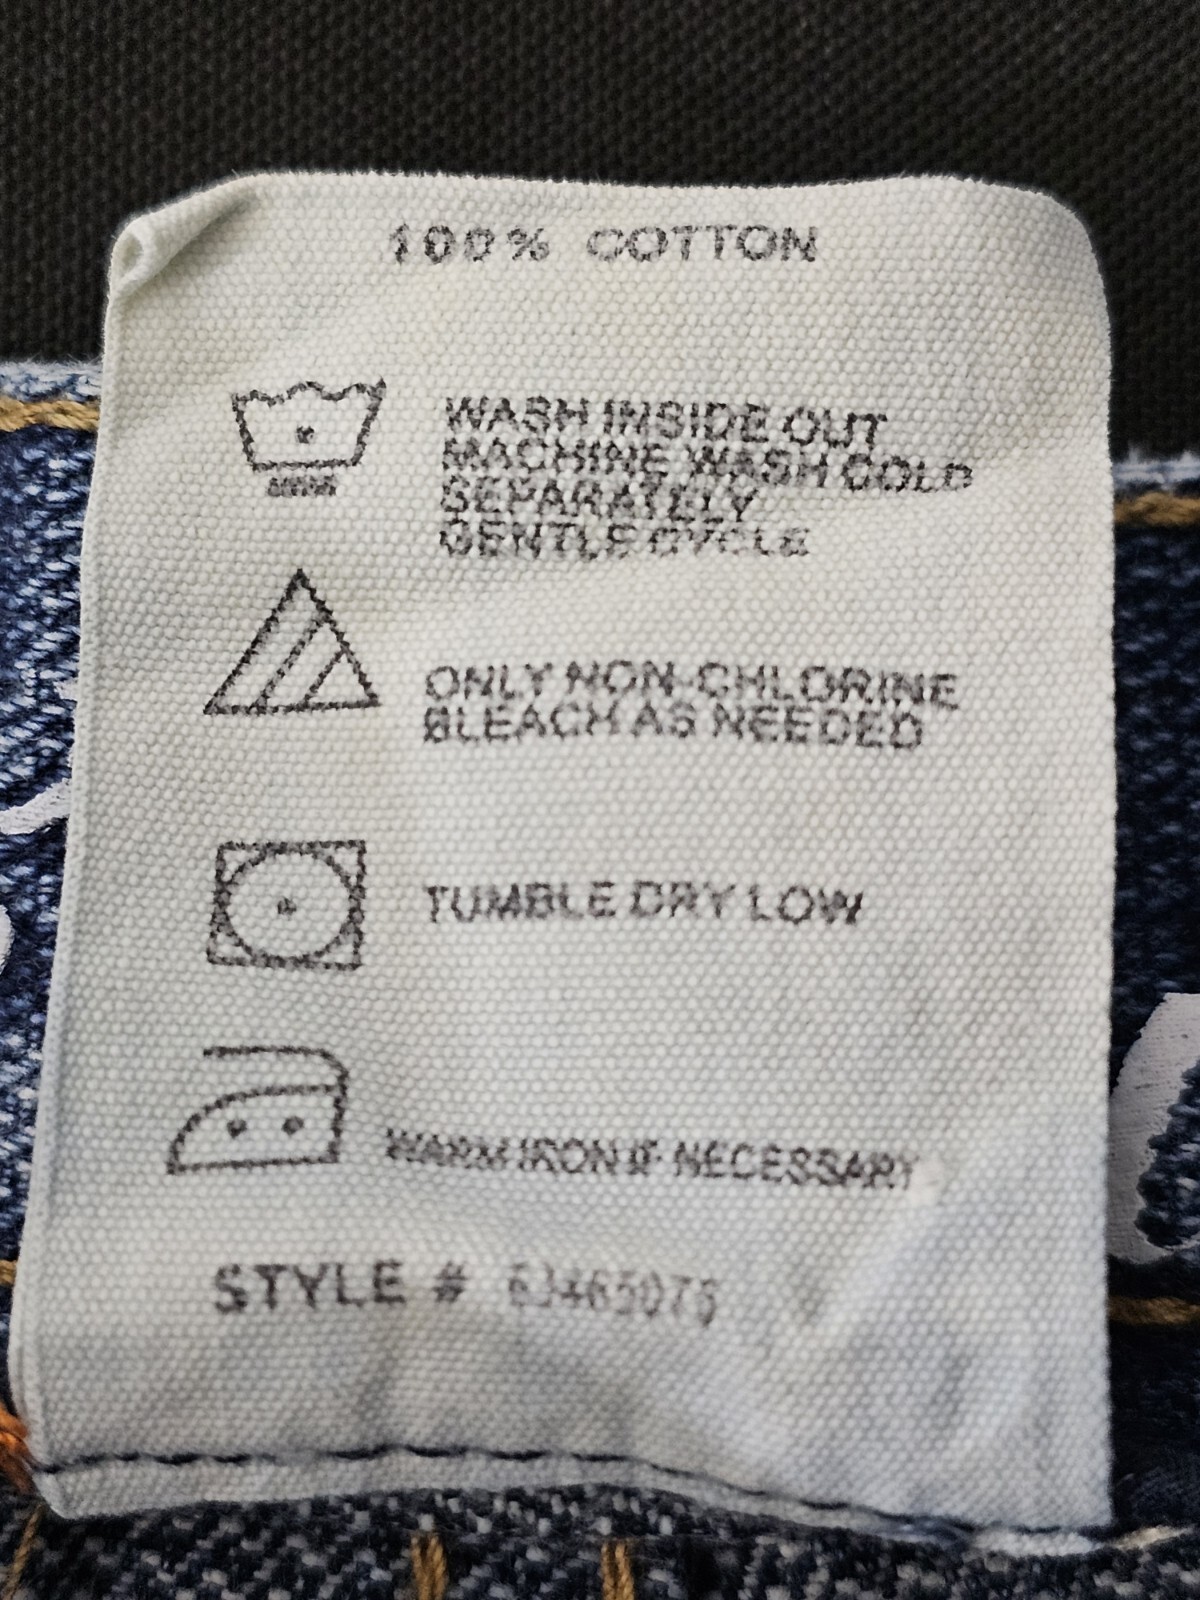 100% COTTON
WASH INSIDE OUT
MACHINE WASH COLD
SEPARATELY
GENTLE CYCLE
ONLY NON-CHLORINE
BLEACH AS NEEDED
TUMBLE DRY LOW
WARM IRON IF NECESSARY
STYLE #